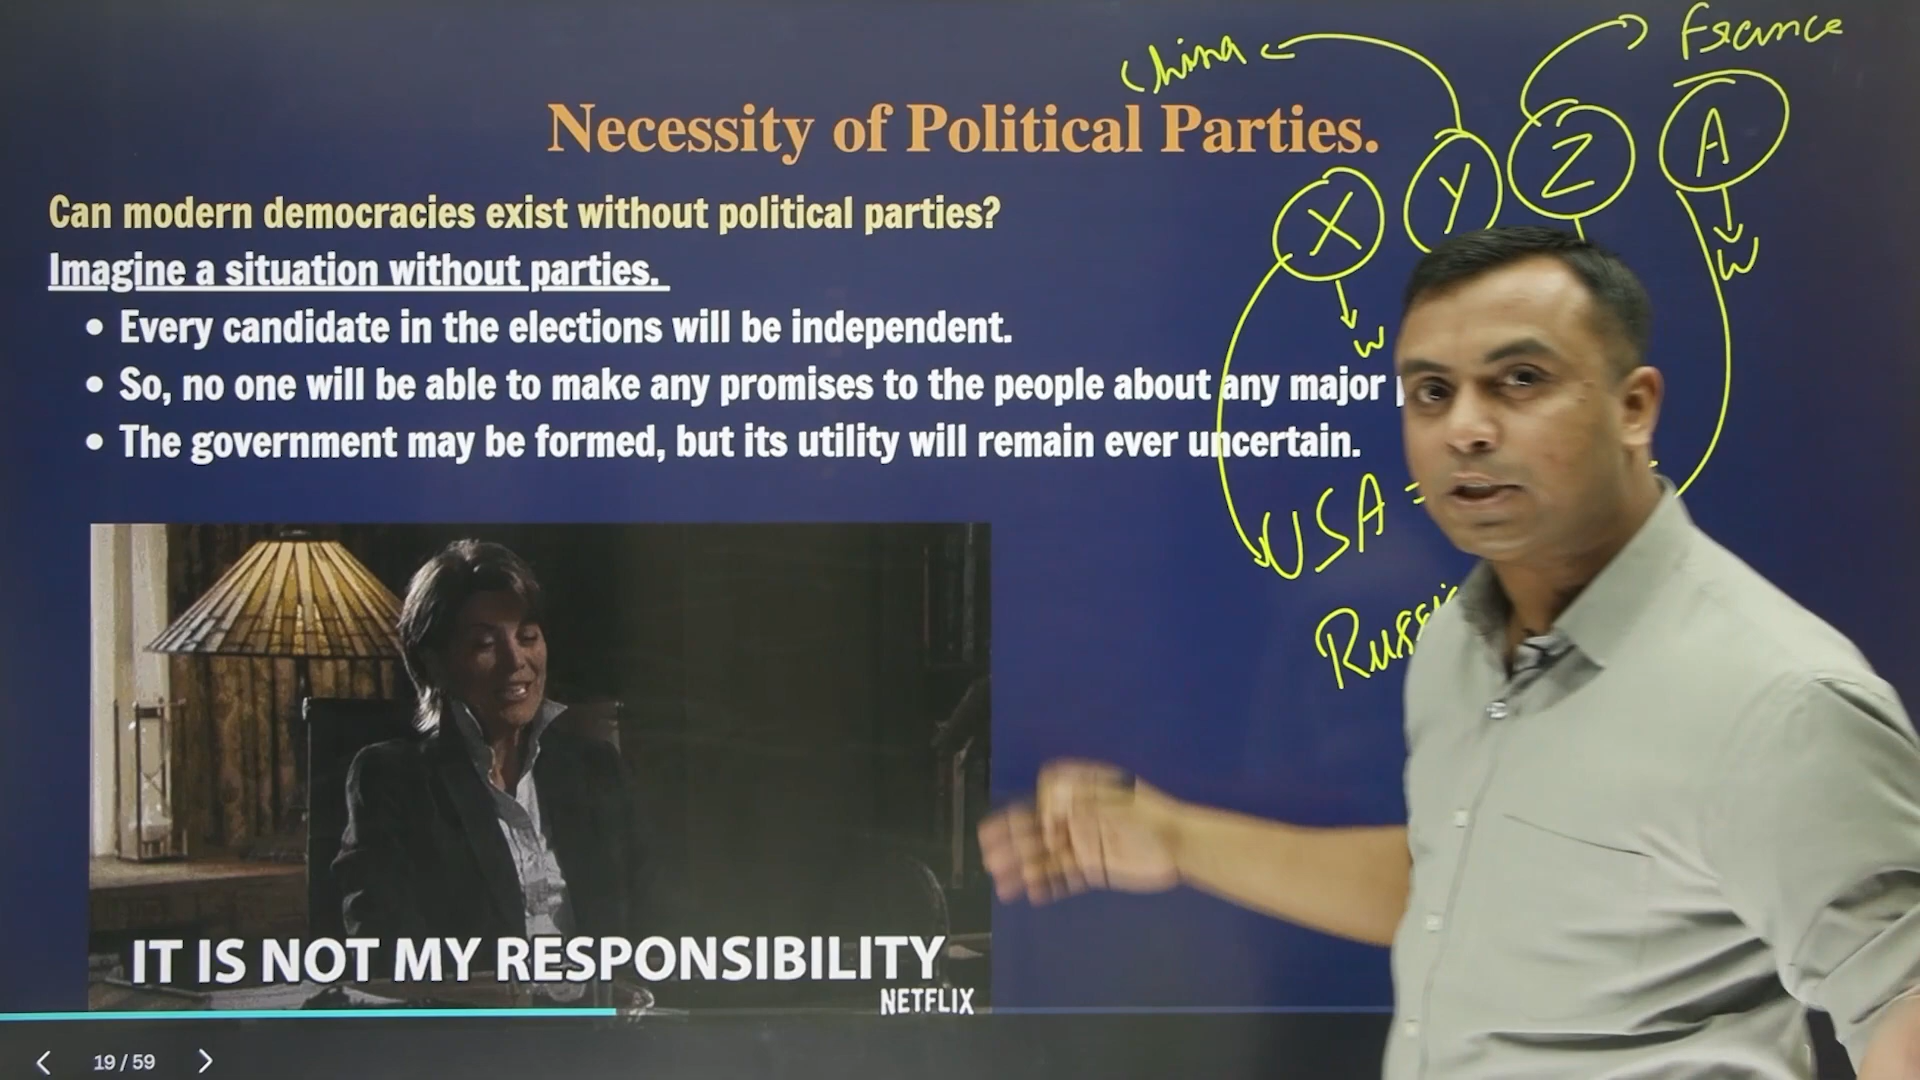 China
France
Necessity of Political Parties.
X
Y
Z
A
Can modern democracies exist without political parties?
Imagine a situation without parties.
• Every candidate in the elections will be independent.
• So, no one will be able to make any promises to the people about any major
• The government may be formed, but its utility will remain ever uncertain.
W
W
USA =
Russia
IT IS NOT MY RESPONSIBILITY
NETFLIX
19 / 59